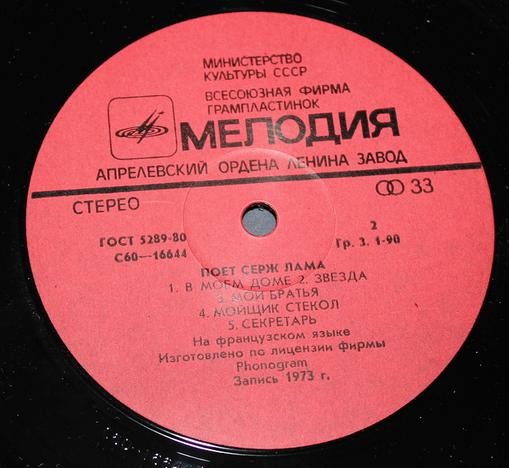 МИНИСТЕРСТВО
КУЛЬТУРЫ СССР
ВСЕСОЮЗНАЯ ФИРМА
ГРАМПЛАСТИНОК
МЕЛОДИЯ
АПРЕЛЕВСКИЙ ОРДЕНА ЛЕНИНА ЗАВОД
СТЕРЕО
33
ГОСТ 5289-80
С60—16644
2
Гр. 3. 1-90
ПОЕТ СЕРЖ ЛАМА
1. В МОЕМ ДОМЕ 2. ЗВЕЗДА
3. МОИ БРАТЬЯ
4. МОЙЩИК СТЕКОЛ
5. СЕКРЕТАРЬ
На французском языке
Изготовлено по лицензии фирмы
Phonogram
Запись 1973 г.